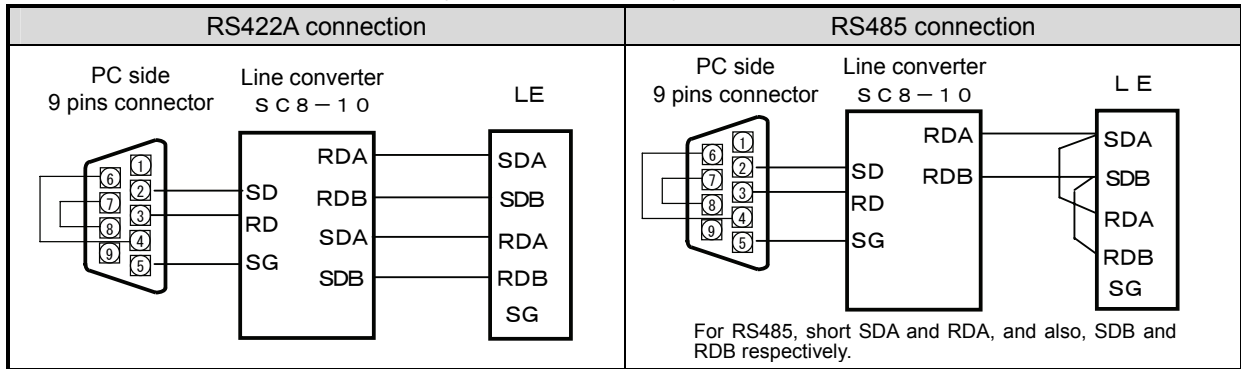 RS422A connection
PC side
9 pins connector
Line converter
ＳＣ８－１０
LE
①
②
③
④
⑤
⑥
⑦
⑧
⑨
SD
RD
SG
RDA
RDB
SDA
SDB
SDA
SDB
RDA
RDB
SG
RS485 connection
PC side
9 pins connector
Line converter
ＳＣ８－１０
ＬＥ
①
②
③
④
⑤
⑥
⑦
⑧
⑨
SD
RD
SG
RDA
RDB
SDA
SDB
RDA
RDB
SG
For RS485, short SDA and RDA, and also, SDB and
RDB respectively.